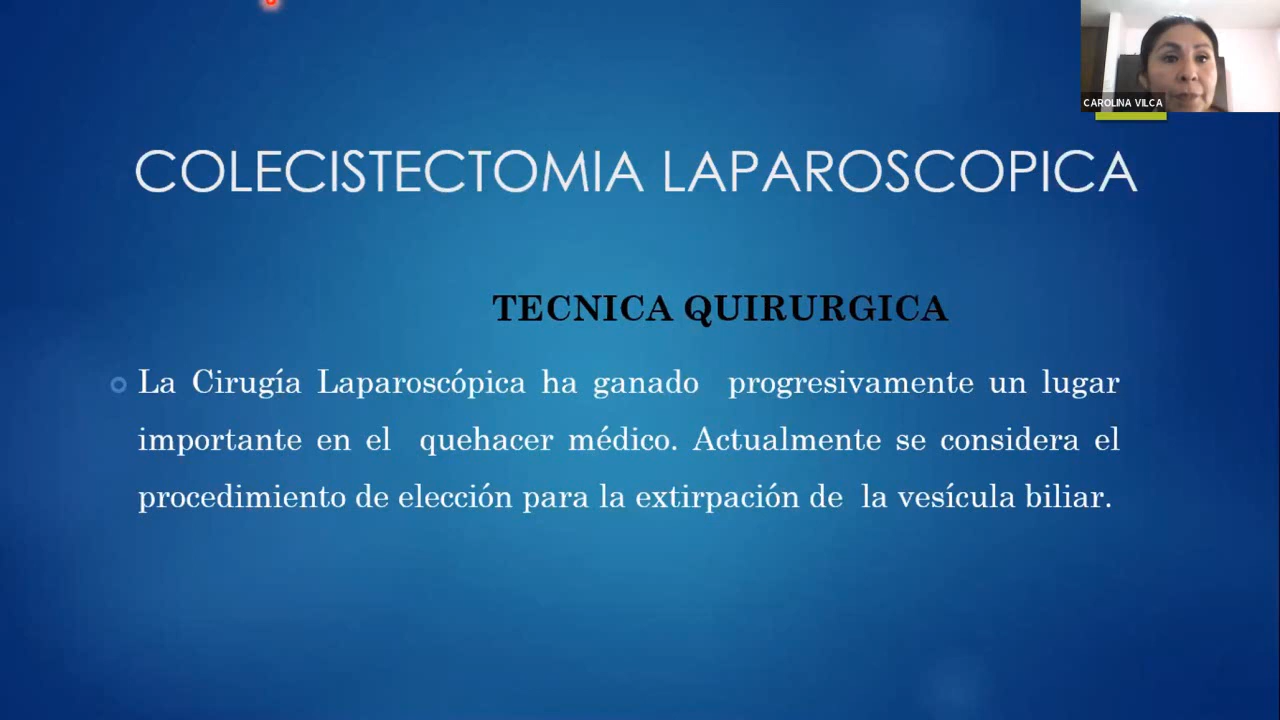 CAROLINA VILCA
COLECISTECTOMIA LAPAROSCOPICA
TECNICA QUIRURGICA
La Cirugía Laparoscópica ha ganado progresivamente un lugar
importante en el quehacer médico. Actualmente se considera el
procedimiento de elección para la extirpación de la vesícula biliar.